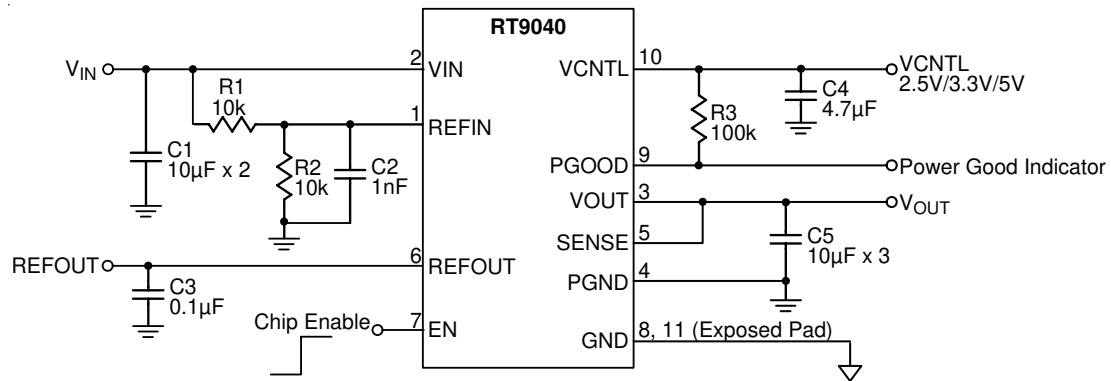 RT9040
V_IN
2
VIN
R1
10k
1
REFIN
C1
10µF x 2
R2
10k
C2
1nF
REFOUT
6
REFOUT
C3
0.1µF
Chip Enable
7
EN
VCNTL
10
VCNTL
2.5V/3.3V/5V
C4
4.7µF
R3
100k
PGOOD
9
Power Good Indicator
VOUT
3
V_OUT
SENSE
5
C5
10µF x 3
PGND
4
GND
8, 11 (Exposed Pad)